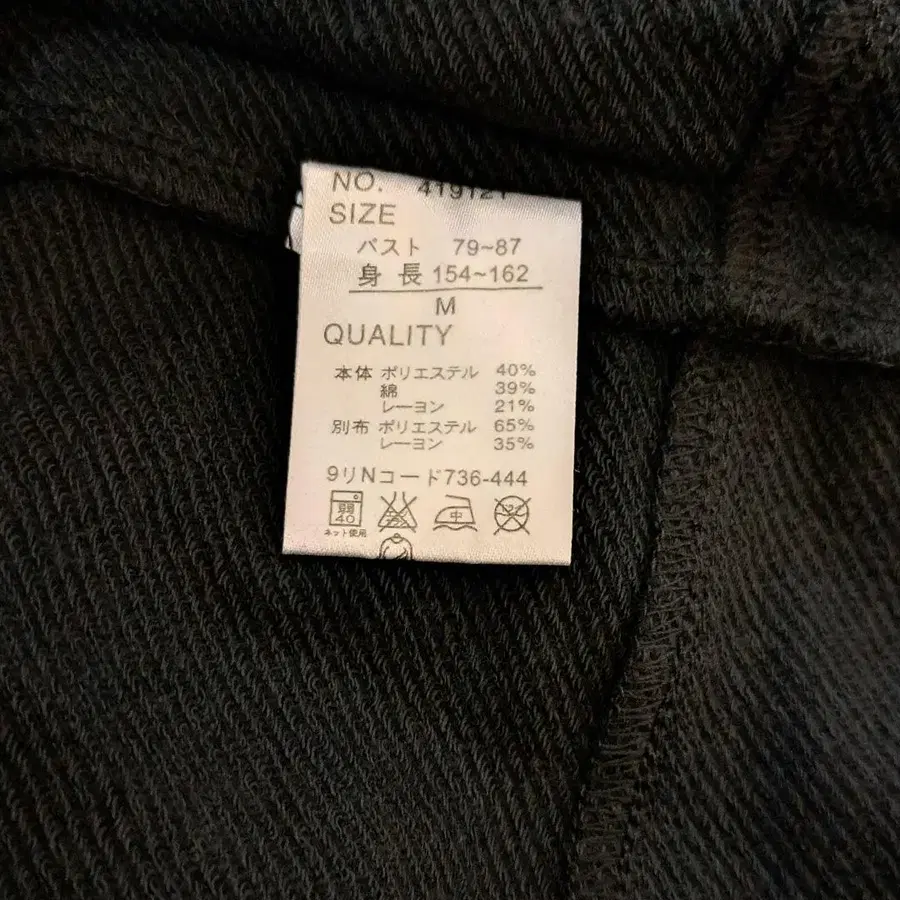 NO. 419121
SIZE
バスト 79~87
身長 154~162
M
QUALITY
本体 ポリエステル 40%
綿 39%
レーヨン 21%
別布 ポリエステル 65%
レーヨン 35%
9リNコード736-444
弱 40 中
ネット使用